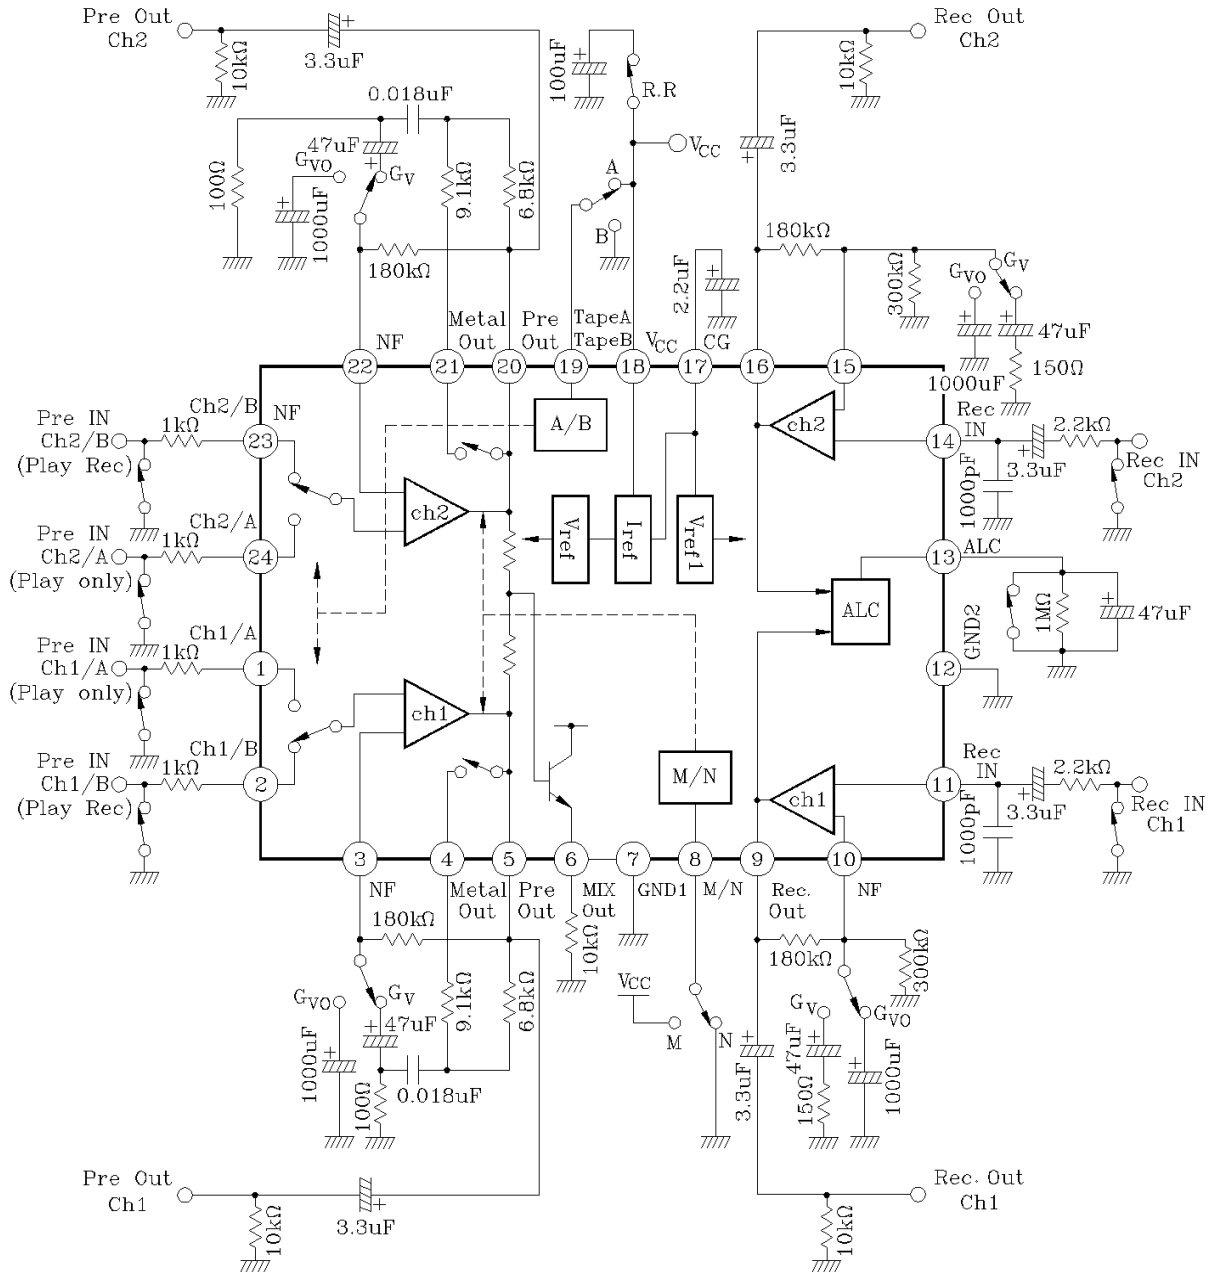 Pre Out
Ch2
10kΩ
3.3uF
100uF
R.R
Rec Out
Ch2
10kΩ
3.3uF
0.018uF
47uF
GVO
GV
100Ω
1000uF
9.1kΩ
6.8kΩ
180kΩ
VCC
A
B
2.2uF
180kΩ
300kΩ
GVO
GV
47uF
150Ω
1000uF
NF
Metal
Out
Pre
Out
TapeA
TapeB
VCC
CG
22
21
20
19
18
17
16
15
Pre IN
Ch2/B
(Play Rec)
1kΩ
Ch2/B
NF
23
A/B
ch2
Rec
IN
14
3.3uF
2.2kΩ
1000pF
Rec IN
Ch2
Pre IN
Ch2/A
(Play only)
1kΩ
Ch2/A
24
ch2
Vref
Iref
Vref1
13
ALC
ALC
1MΩ
47uF
GND2
12
Pre IN
Ch1/A
(Play only)
1kΩ
Ch1/A
1
ch1
Pre IN
Ch1/B
(Play Rec)
1kΩ
Ch1/B
2
M/N
ch1
Rec
IN
11
3.3uF
2.2kΩ
1000pF
Rec IN
Ch1
3
4
5
6
7
8
9
10
NF
Metal
Out
Pre
Out
MIX
Out
GND1
M/N
Rec.
Out
NF
180kΩ
10kΩ
180kΩ
300kΩ
GVO
GV
47uF
9.1kΩ
6.8kΩ
1000uF
100Ω
0.018uF
VCC
M
N
3.3uF
GV
GVO
47uF
150Ω
1000uF
Pre Out
Ch1
10kΩ
3.3uF
Rec. Out
Ch1
10kΩ